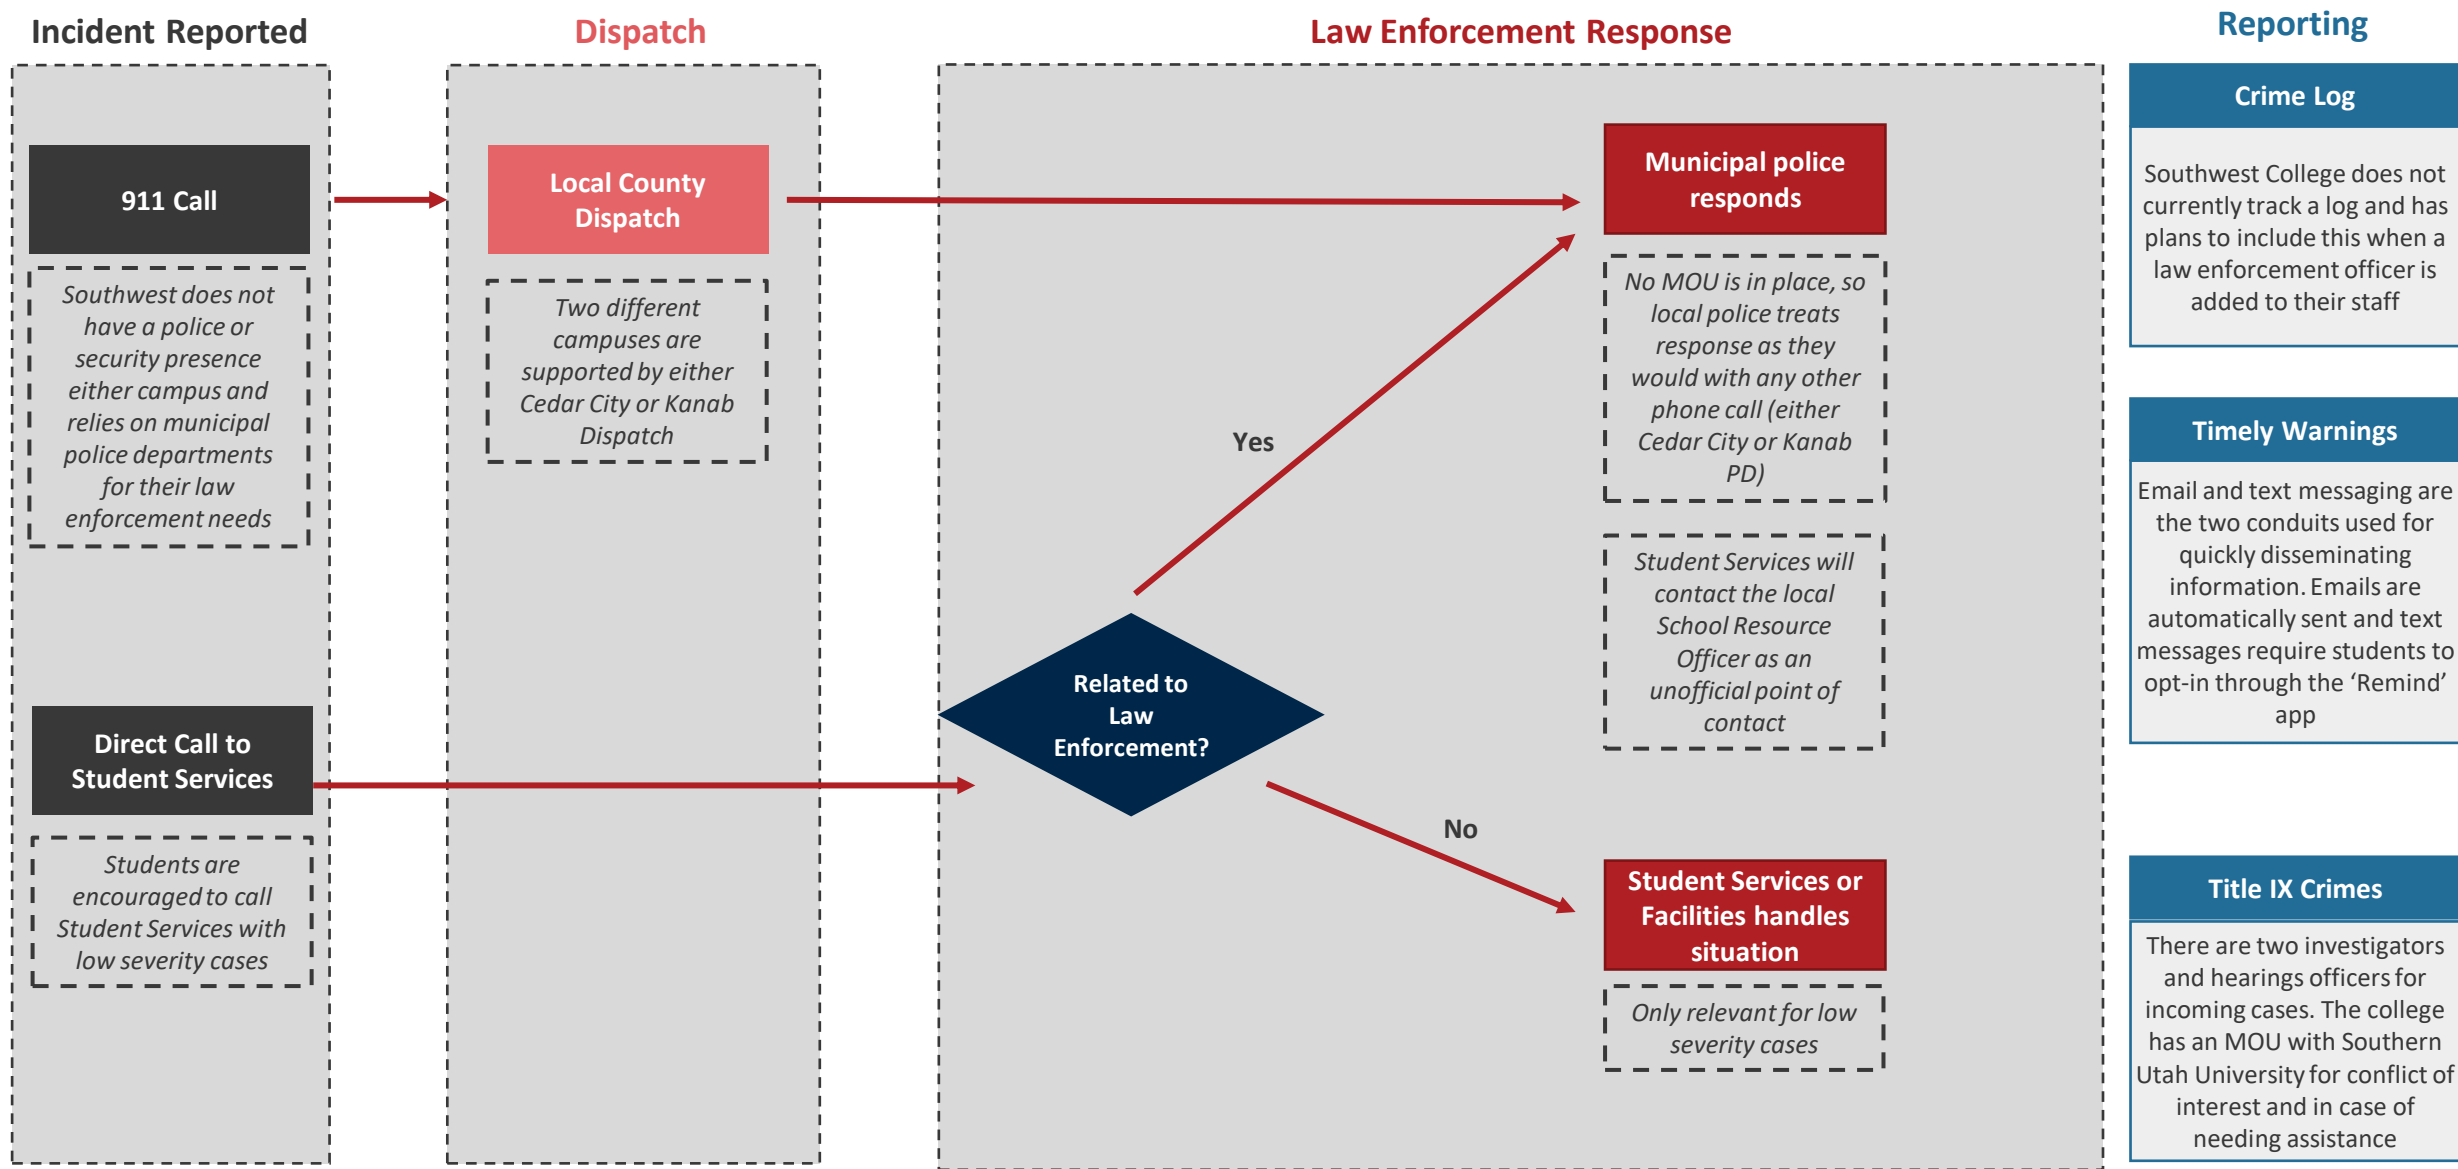 Incident Reported
911 Call
Southwest does not
have a police or
security presence
either campus and
relies on municipal
police departments
for their law
enforcement needs
Direct Call to
Student Services
Students are
encouraged to call
Student Services with
low severity cases
Dispatch
Local County
Dispatch
Two different
campuses are
supported by either
Cedar City or Kanab
Dispatch
Law Enforcement Response
Related to
Law
Enforcement?
Yes
No
Municipal police
responds
No MOU is in place, so
local police treats
response as they
would with any other
phone call (either
Cedar City or Kanab
PD)
Student Services will
contact the local
School Resource
Officer as an
unofficial point of
contact
Student Services or
Facilities handles
situation
Only relevant for low
severity cases
Reporting
Crime Log
Southwest College does not
currently track a log and has
plans to include this when a
law enforcement officer is
added to their staff
Timely Warnings
Email and text messaging are
the two conduits used for
quickly disseminating
information. Emails are
automatically sent and text
messages require students to
opt-in through the ‘Remind’
app
Title IX Crimes
There are two investigators
and hearings officers for
incoming cases. The college
has an MOU with Southern
Utah University for conflict of
interest and in case of
needing assistance